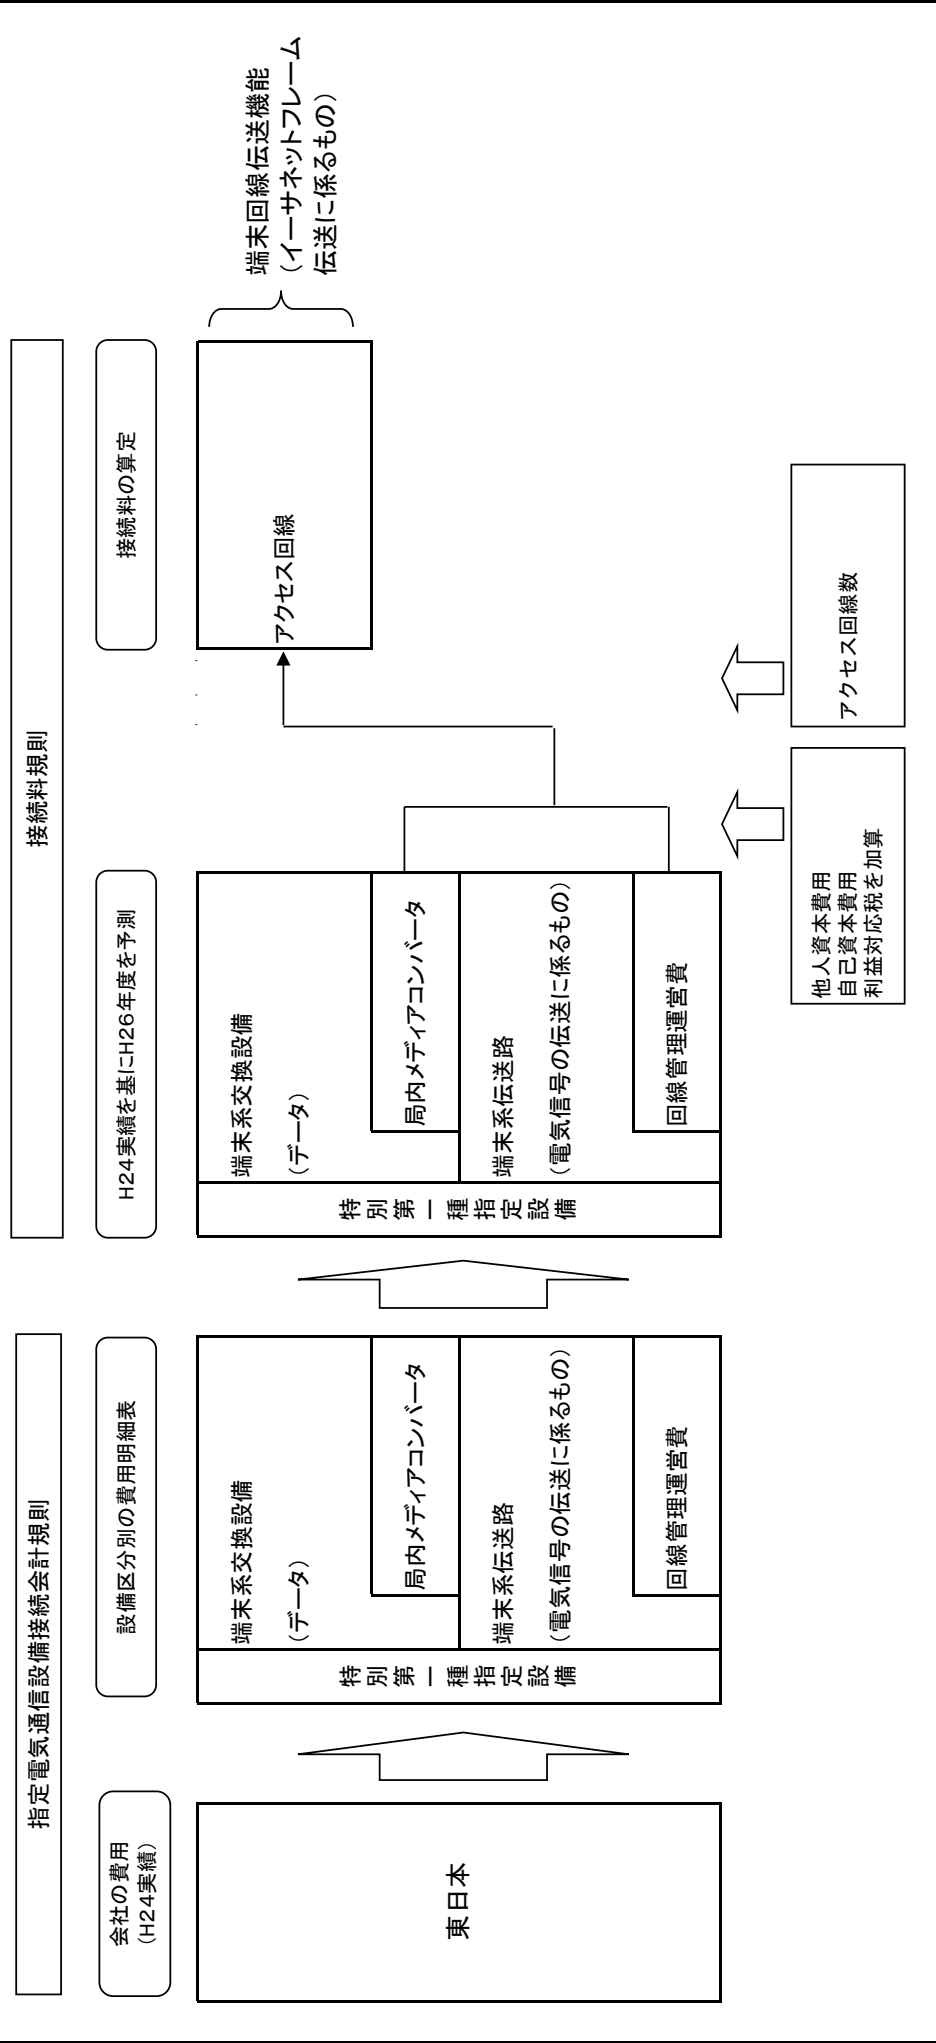 指定電気通信設備接続会計規則
接続料規則
会社の費用
（H24実績）
設備区分別の費用明細表
H24実績を基にH26年度を予測
接続料の算定
東日本
特別第一種指定設備
端末系交換設備
（データ）
局内メディアコンバータ
端末系伝送路
（電気信号の伝送に係るもの）
回線管理運営費
特別第一種指定設備
端末系交換設備
（データ）
局内メディアコンバータ
端末系伝送路
（電気信号の伝送に係るもの）
回線管理運営費
アクセス回線
端末回線伝送機能
（イーサネットフレーム
伝送に係るもの）
他人資本費用
自己資本費用
利益対応税を加算
アクセス回線数